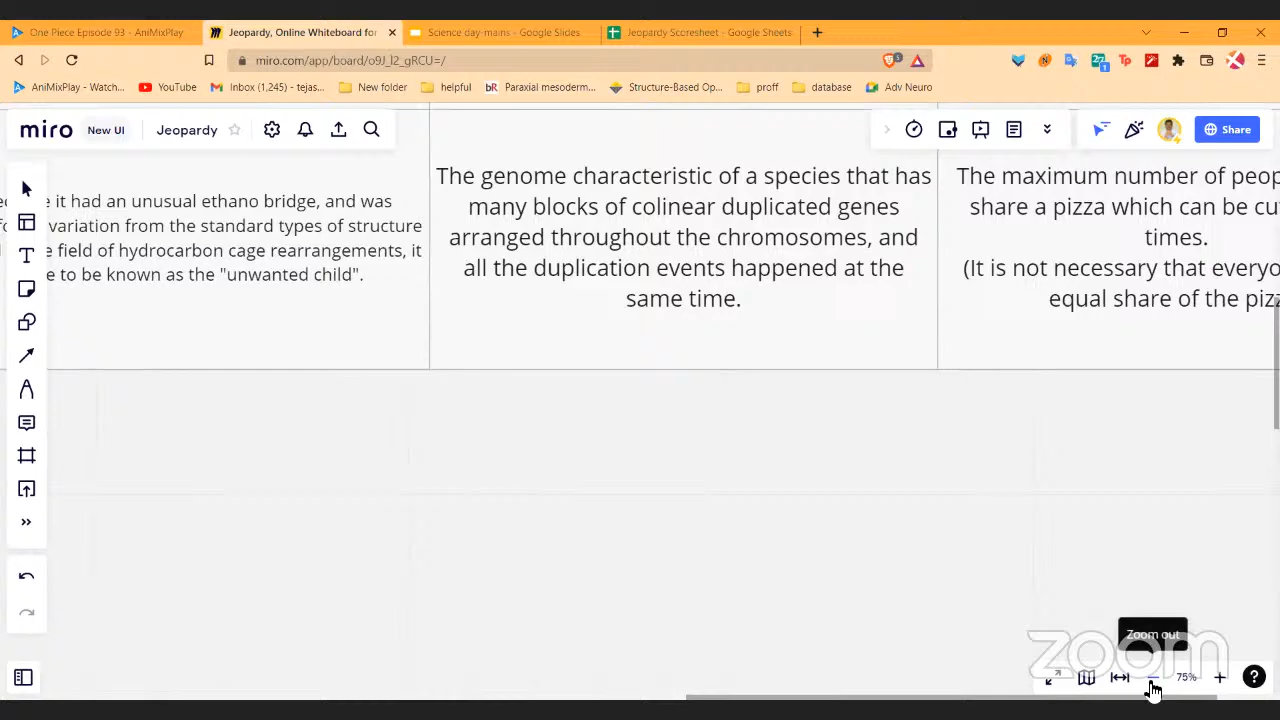 One Piece Episode 93 - AniMixPlay
Jeopardy, Online Whiteboard for
Science day-mains - Google Slides
Jeopardy Sccresheet - Google Sheets
miro.com/app/board/o9J_l2_gRCU=/
AniMixPlay - Watch...
YouTube
Inbox (1,245) - tejas...
New folder
helpful
bR Paraxial mesoderm...
Structure-Based Op...
proff
database
Adv Neuro
miro
New UI
Jeopardy
Share
it had an unusual ethano bridge, and was
variation from the standard types of structure
field of hydrocarbon cage rearrangements, it
to be known as the "unwanted child".
The genome characteristic of a species that has
many blocks of colinear duplicated genes
arranged throughout the chromosomes, and
all the duplication events happened at the
same time.
The maximum number of peop
share a pizza which can be cu
times.
(It is not necessary that everyo
equal share of the pizz
Zoom out
zoom
75%